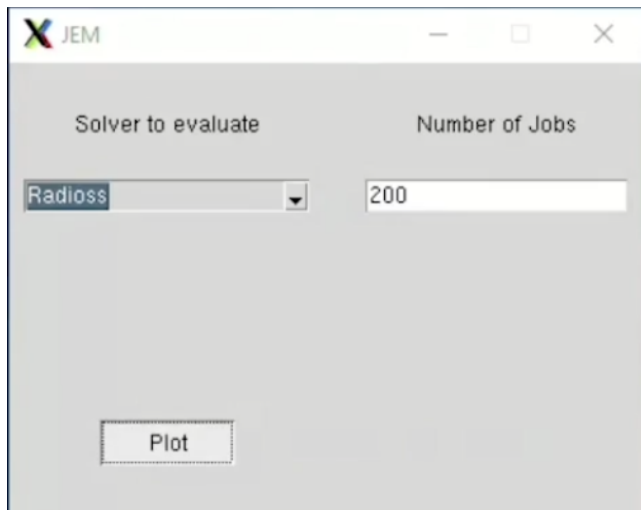 JEM
Solver to evaluate
Number of Jobs
Radioss
200
Plot